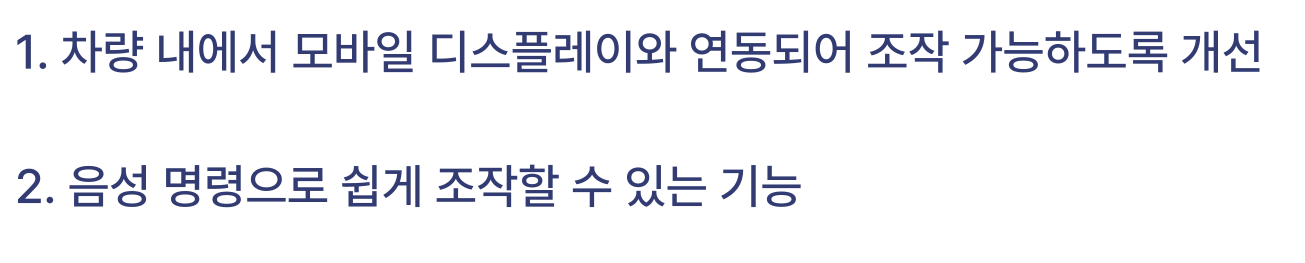 1. 차량 내에서 모바일 디스플레이와 연동되어 조작 가능하도록 개선
2. 음성 명령으로 쉽게 조작할 수 있는 기능